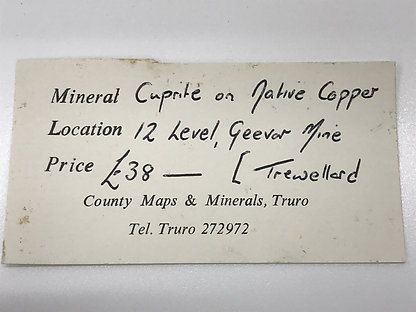 Mineral Cuprite on Native Copper
Location 12 Level, Geevor Mine
Price £38 — [ Trewellard
County Maps & Minerals, Truro
Tel. Truro 272972